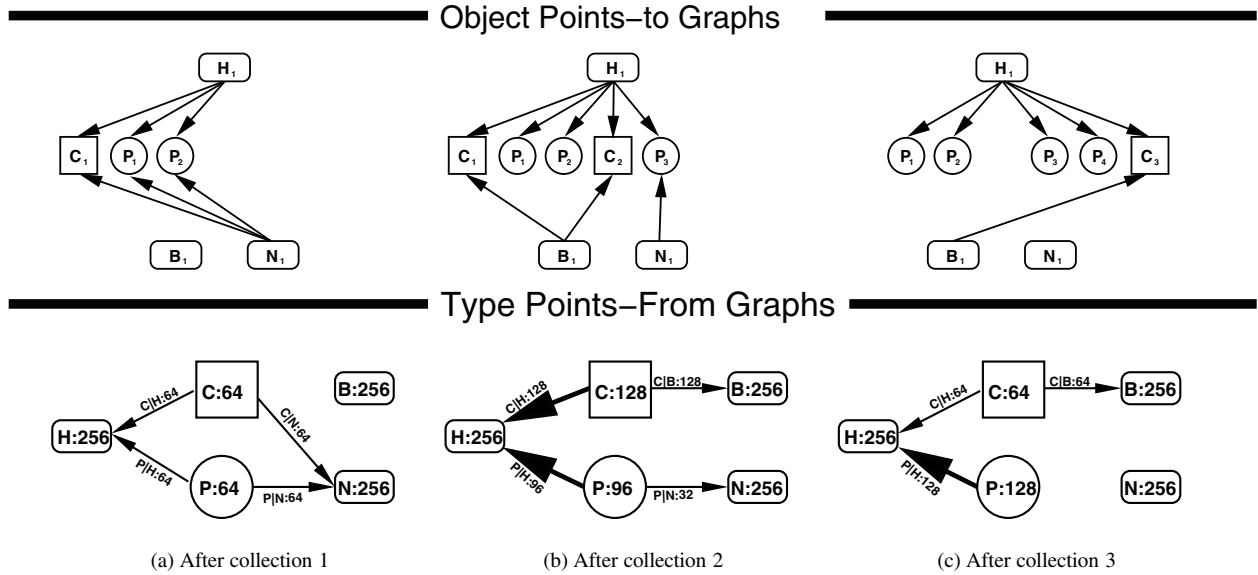 Object Points–to Graphs
H₁
H₁
H₁
C₁ P₁ P₂
C₁ P₁ P₂ C₂ P₃
P₁ P₂ P₃ P₄ C₃
B₁ N₁
B₁ N₁
B₁ N₁
Type Points–From Graphs
C:64
B:256
C|H:64
C|N:64
H:256
P|H:64
P:64
P|N:64
N:256
C:128
C|B:128
B:256
C|H:128
H:256
P|H:96
P:96
P|N:32
N:256
C:64
C|B:64
B:256
C|H:64
H:256
P|H:128
P:128
N:256
(a) After collection 1
(b) After collection 2
(c) After collection 3